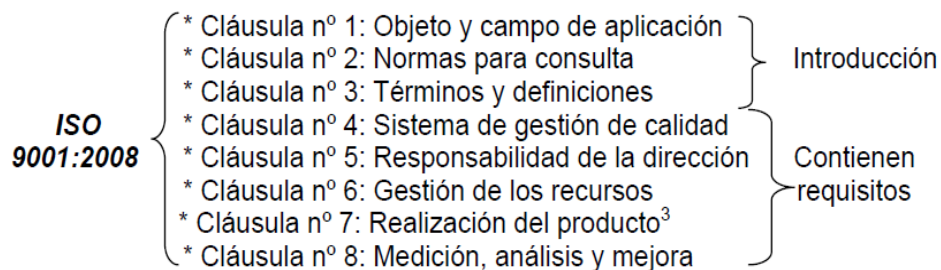 * Cláusula nº 1: Objeto y campo de aplicación
* Cláusula nº 2: Normas para consulta
* Cláusula nº 3: Términos y definiciones
Introducción
ISO
9001:2008
* Cláusula nº 4: Sistema de gestión de calidad
* Cláusula nº 5: Responsabilidad de la dirección
* Cláusula nº 6: Gestión de los recursos
* Cláusula nº 7: Realización del producto³
* Cláusula nº 8: Medición, análisis y mejora
Contienen
requisitos